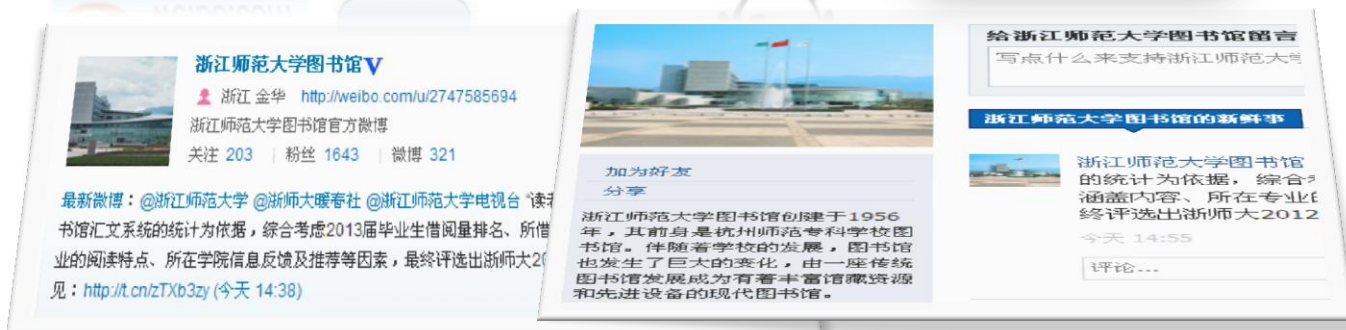 浙江师范大学图书馆V
浙江 金华 http://weibo.com/u/2747585694
浙江师范大学图书馆官方微博
关注 203 | 粉丝 1643 | 微博 321
最新微博：@浙江师范大学 @浙师大暖春社 @浙江师范大学电视台 “读
书馆汇文系统的统计为依据，综合考虑2013届毕业生借阅量排名、所借
业的阅读特点、所在学院信息反馈及推荐等因素，最终评选出浙师大20
见：http://t.cn/zTXb3zy (今天 14:38)
加为好友
分享
浙江师范大学图书馆创建于1956
年，其前身是杭州师范专科学校图
书馆。伴随着学校的发展，图书馆
也发生了巨大的变化，由一座传统
图书馆发展成为有着丰富馆藏资源
和先进设备的现代图书馆。
给浙江师范大学图书馆留言
写点什么来支持浙江师范大学
浙江师范大学图书馆的新鲜事
浙江师范大学图书馆
的统计为依据，综合
涵盖内容、所在专业
终评选出浙师大2012
今天 14:55
评论...